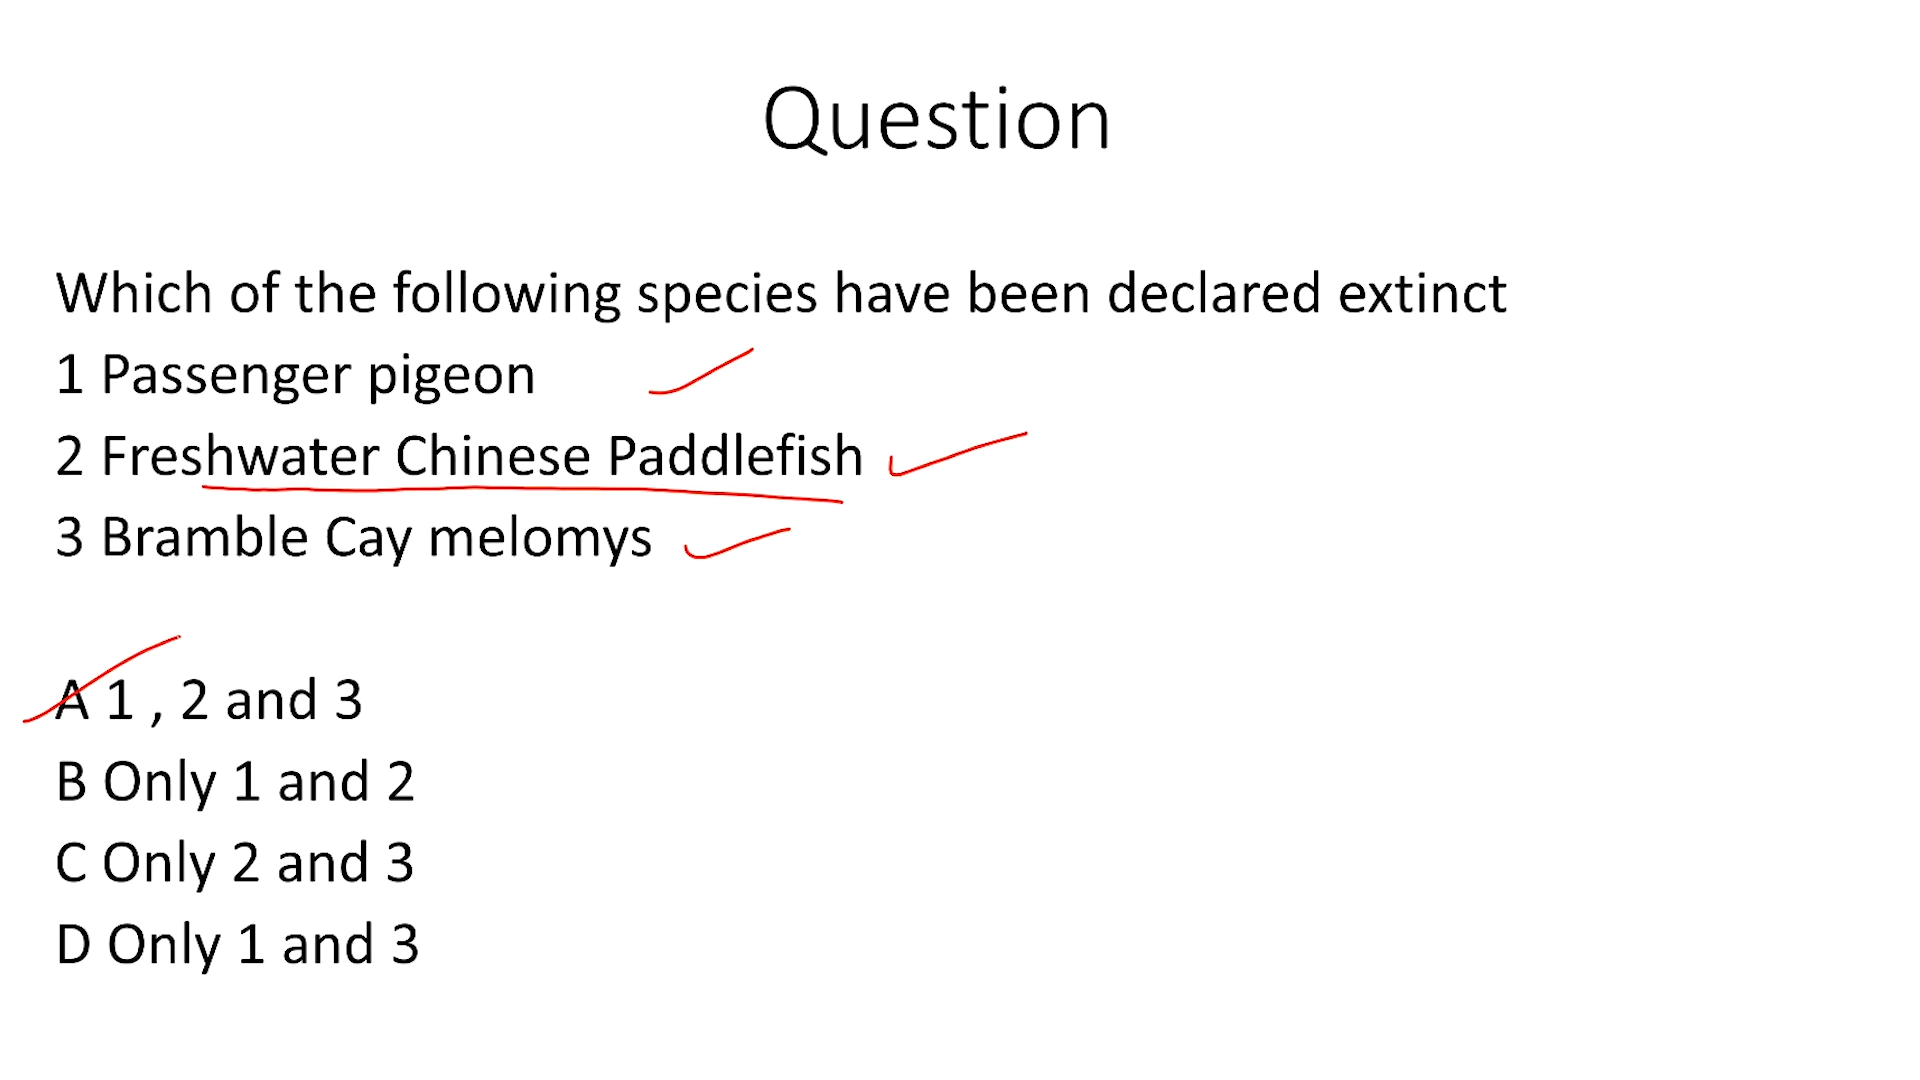 Question
Which of the following species have been declared extinct
1 Passenger pigeon
2 Freshwater Chinese Paddlefish
3 Bramble Cay melomys
A 1 , 2 and 3
B Only 1 and 2
C Only 2 and 3
D Only 1 and 3